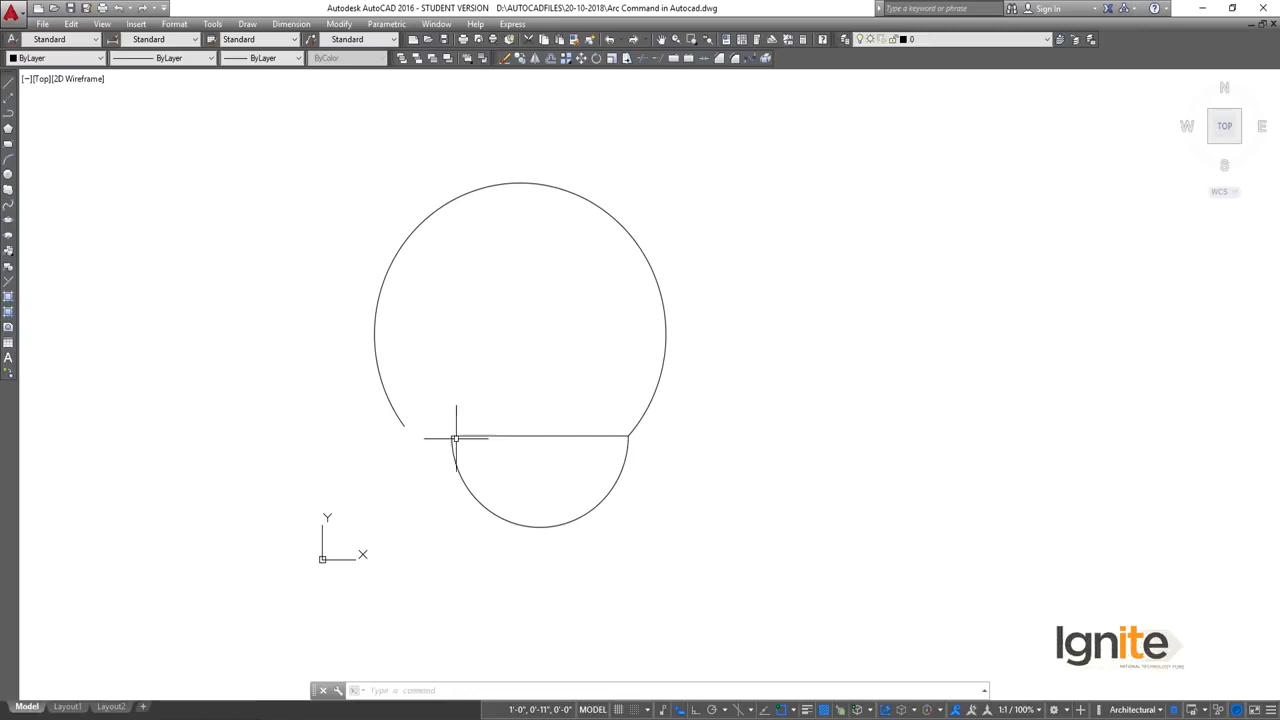 Autodesk AutoCAD 2016 - STUDENT VERSION D:\AUTOCADFILES\20-10-2018\Arc Command in Autocad.dwg
Type a keyword or phrase
Sign In
File Edit View Insert Format Tools Draw Dimension Modify Parametric Window Help Express
Standard Standard Standard Standard 0
ByLayer ByLayer ByLayer ByColor
[−][Top][2D Wireframe]
N
W TOP E
S
WCS
Y
X
Ignite
Type a command
Model Layout1 Layout2 +
1'-0", 0'-11", 0'-0" MODEL 1:1 / 100% Architectural